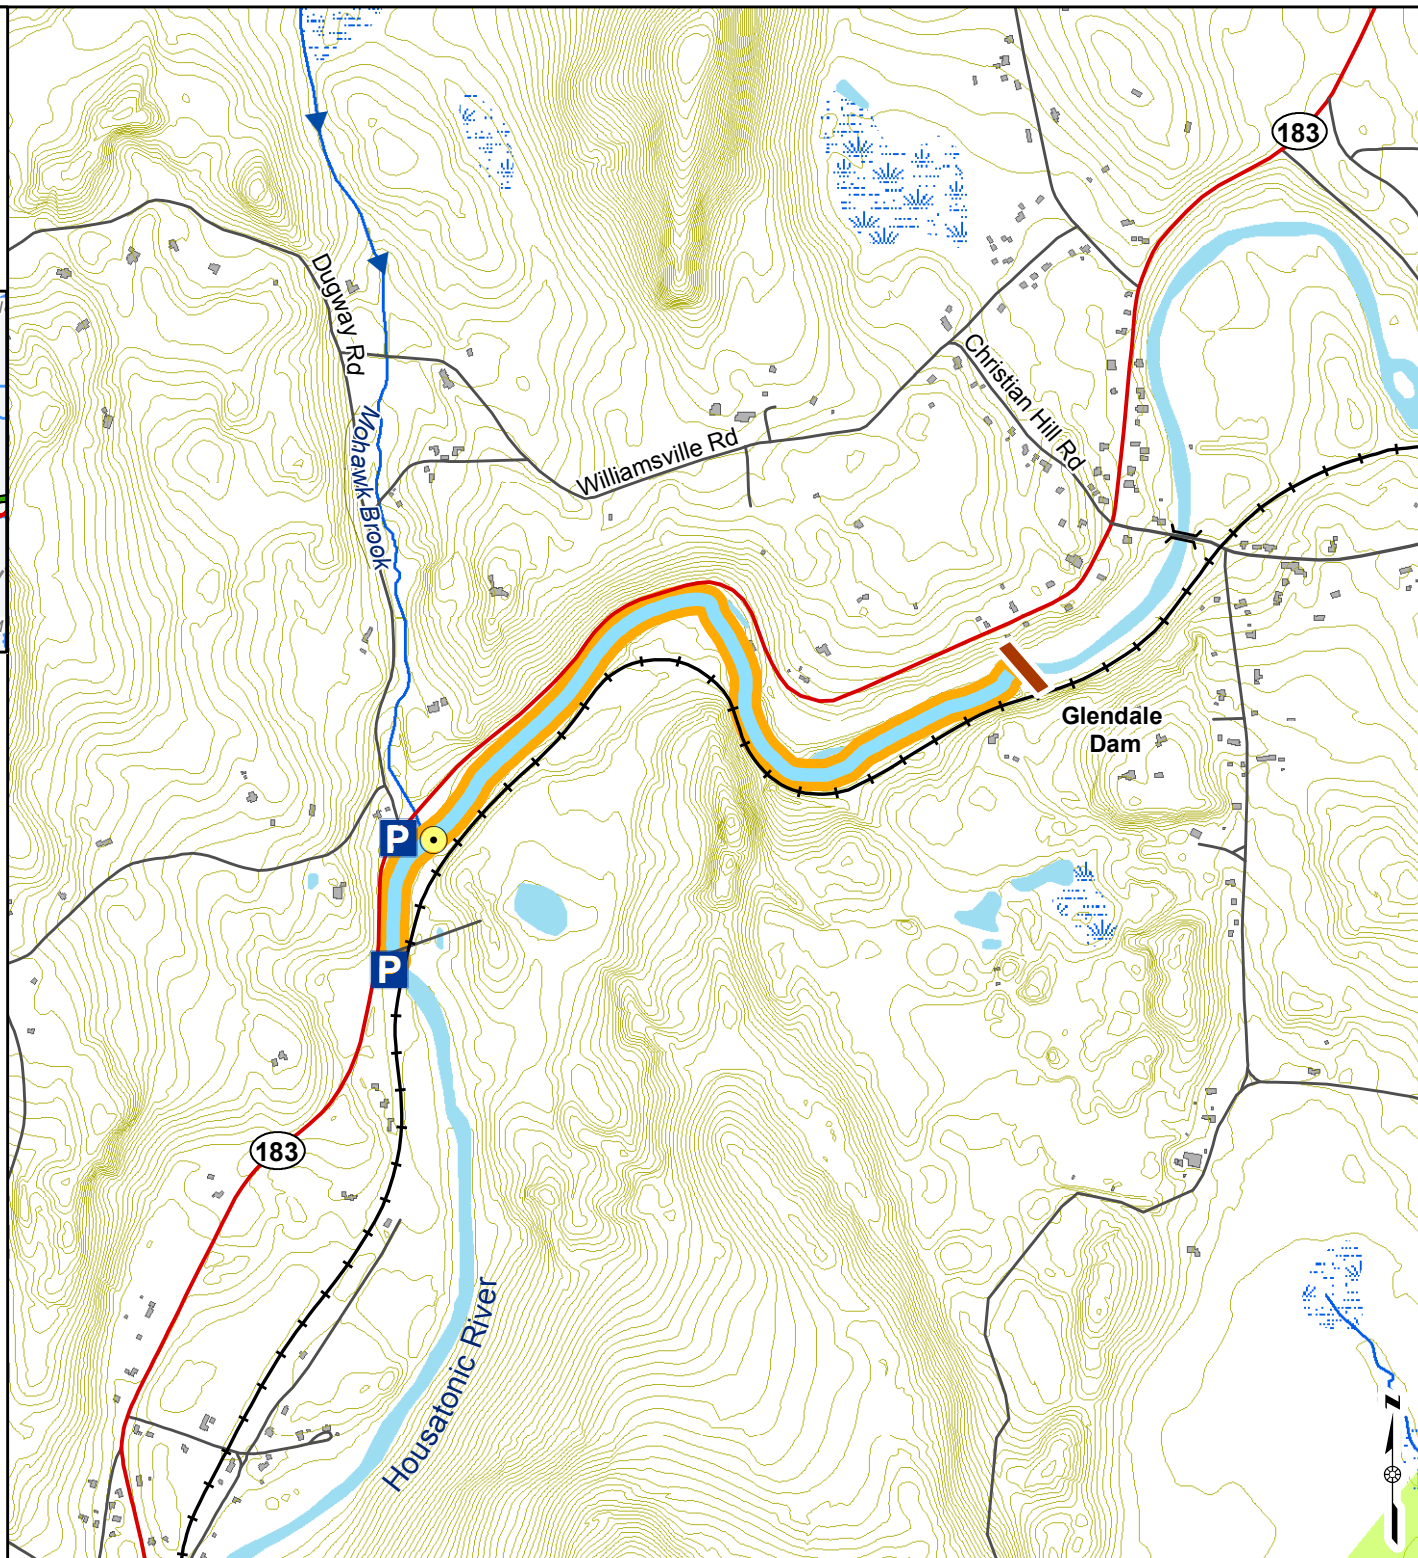 183
Dugway Rd
Christian Hill Rd
Mohawk Brook
Williamsville Rd
Glendale
Dam
P
P
183
Housatonic River
N